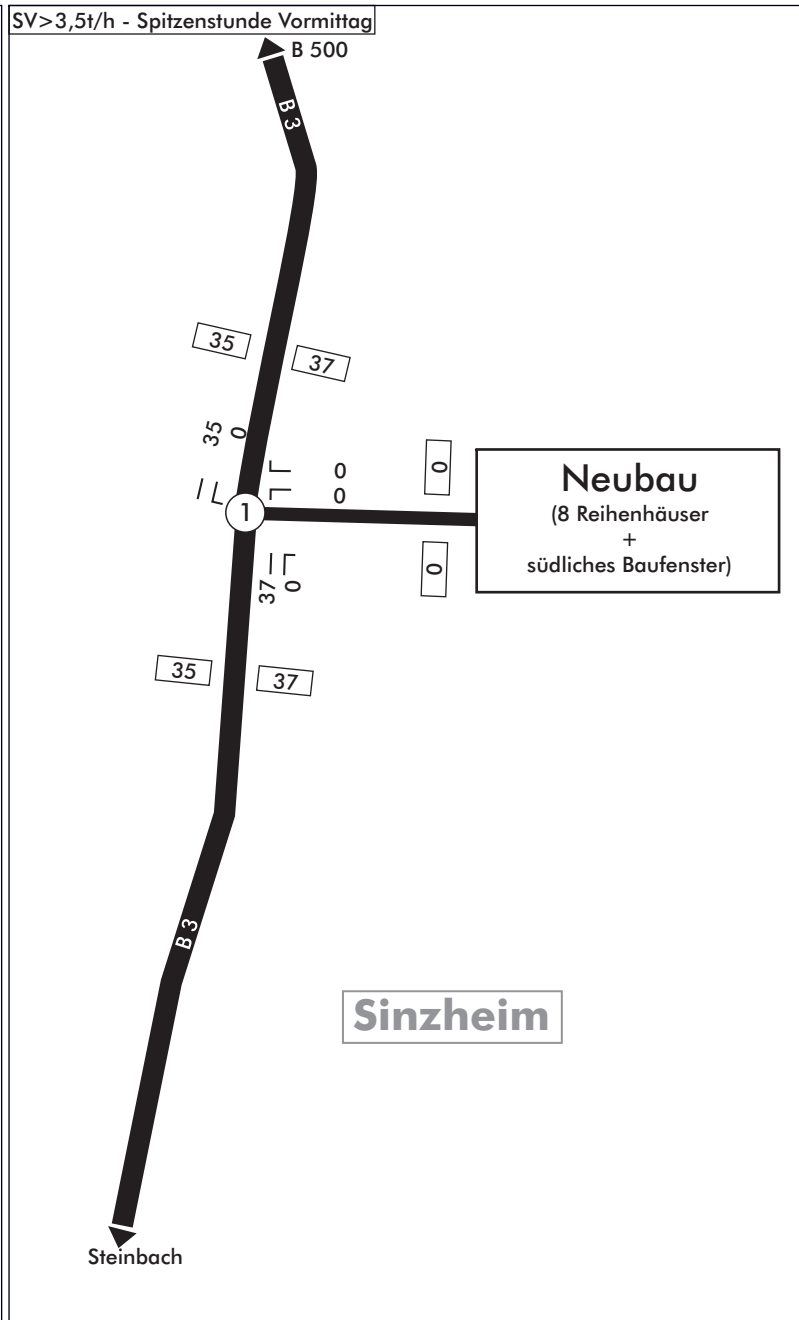 SV>3,5t/h - Spitzenstunde Vormittag
B 500
B 3
35
37
35
0
0
0
0
1
Neubau
(8 Reihenhäuser
+
südliches Baufenster)
37
0
0
35
37
B 3
Sinzheim
Steinbach